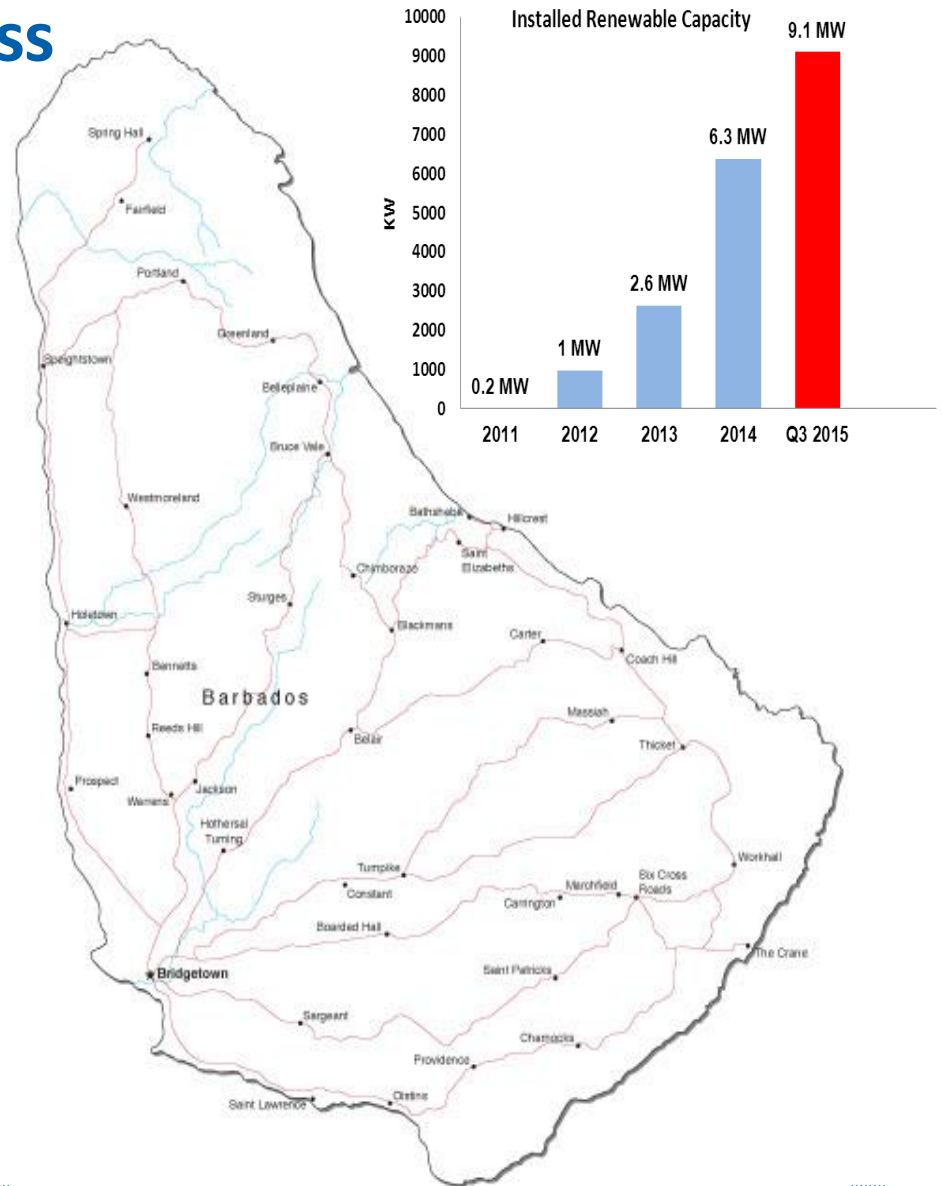 ss
Installed Renewable Capacity
10000
9000
8000
7000
6000
5000
4000
3000
2000
1000
0
KW
0.2 MW
1 MW
2.6 MW
6.3 MW
9.1 MW
2011
2012
2013
2014
Q3 2015
Spring Hall
Fairfield
Portland
Greenland
Speightstown
Belleplaine
Bruce Vale
Westmoreland
Bathsheba
Hillcrest
Saint
Elizabeths
Chimborazo
Sturges
Holetown
Blackmans
Carter
Coach Hill
Bennetts
Barbados
Massiah
Reeds Hill
Belair
Thicket
Prospect
Jackson
Warrens
Hothersal
Turning
Turnpike
Workhall
Constant
Marchfield
Six Cross
Roads
Carrington
Boarded Hall
The Crane
Saint Patricks
Bridgetown
Sargeant
Charnocks
Providence
Oistins
Saint Lawrence